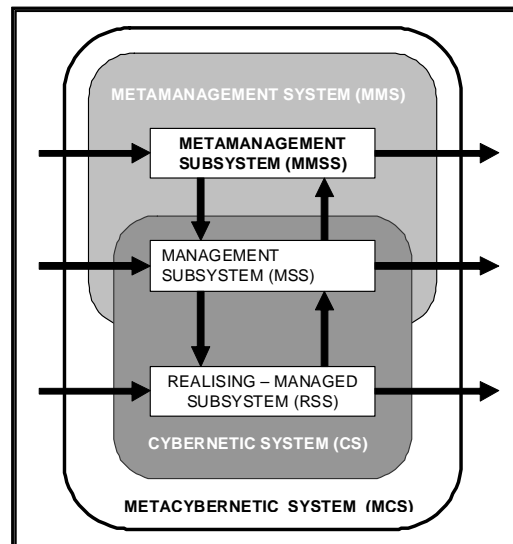 METAMANAGEMENT SYSTEM (MMS)
METAMANAGEMENT
SUBSYSTEM (MMSS)
MANAGEMENT
SUBSYSTEM (MSS)
REALISING – MANAGED
SUBSYSTEM (RSS)
CYBERNETIC SYSTEM (CS)
METACYBERNETIC SYSTEM (MCS)